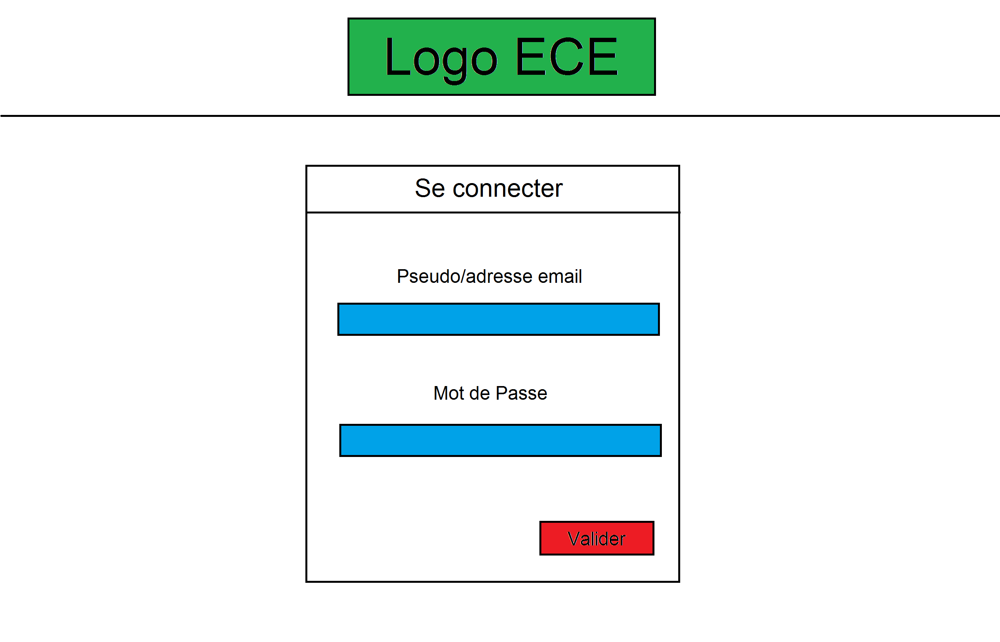 Logo ECE
Se connecter
Pseudo/adresse email
Mot de Passe
Valider